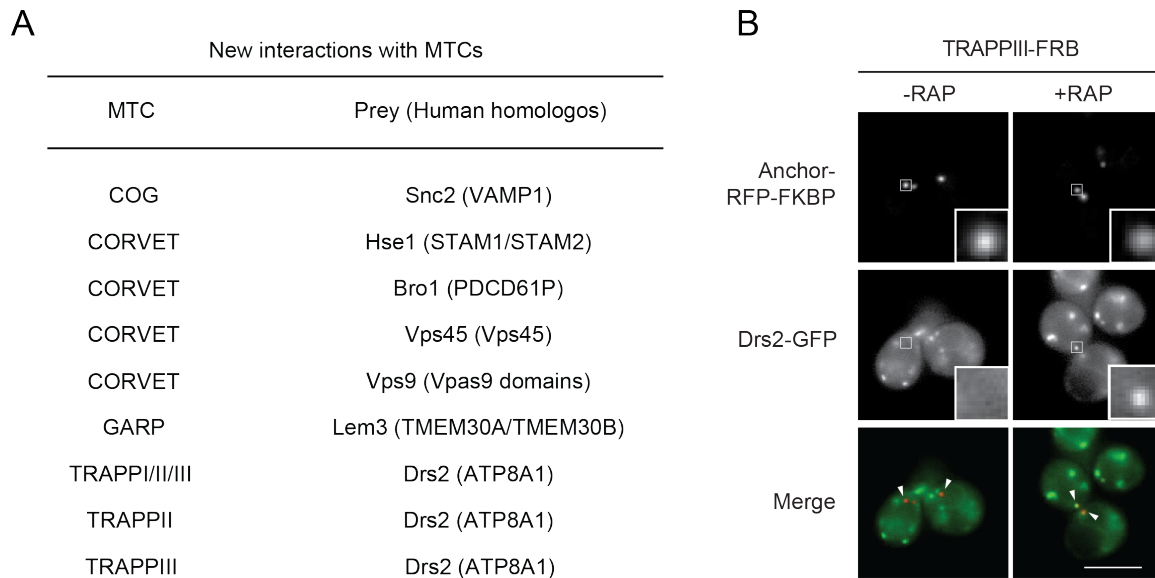 A
New interactions with MTCs
MTC Prey (Human homologos)
COG Snc2 (VAMP1)
CORVET Hse1 (STAM1/STAM2)
CORVET Bro1 (PDCD61P)
CORVET Vps45 (Vps45)
CORVET Vps9 (Vpas9 domains)
GARP Lem3 (TMEM30A/TMEM30B)
TRAPPI/II/III Drs2 (ATP8A1)
TRAPPII Drs2 (ATP8A1)
TRAPPIII Drs2 (ATP8A1)
B
TRAPPIII-FRB
-RAP +RAP
Anchor-
RFP-FKBP
Drs2-GFP
Merge